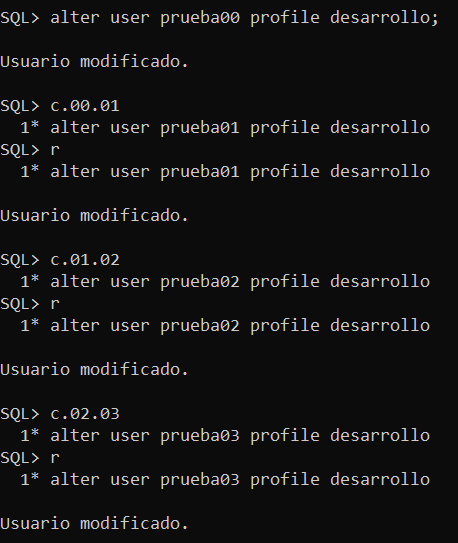 SQL> alter user prueba00 profile desarrollo;
Usuario modificado.
SQL> c.00.01
  1* alter user prueba01 profile desarrollo
SQL> r
  1* alter user prueba01 profile desarrollo
Usuario modificado.
SQL> c.01.02
  1* alter user prueba02 profile desarrollo
SQL> r
  1* alter user prueba02 profile desarrollo
Usuario modificado.
SQL> c.02.03
  1* alter user prueba03 profile desarrollo
SQL> r
  1* alter user prueba03 profile desarrollo
Usuario modificado.